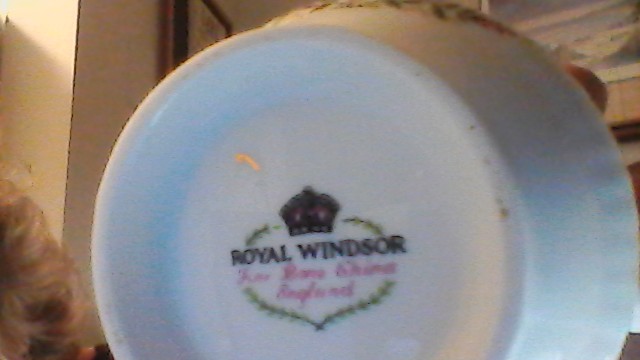 ROYAL WINDSOR
Fine Bone China
England